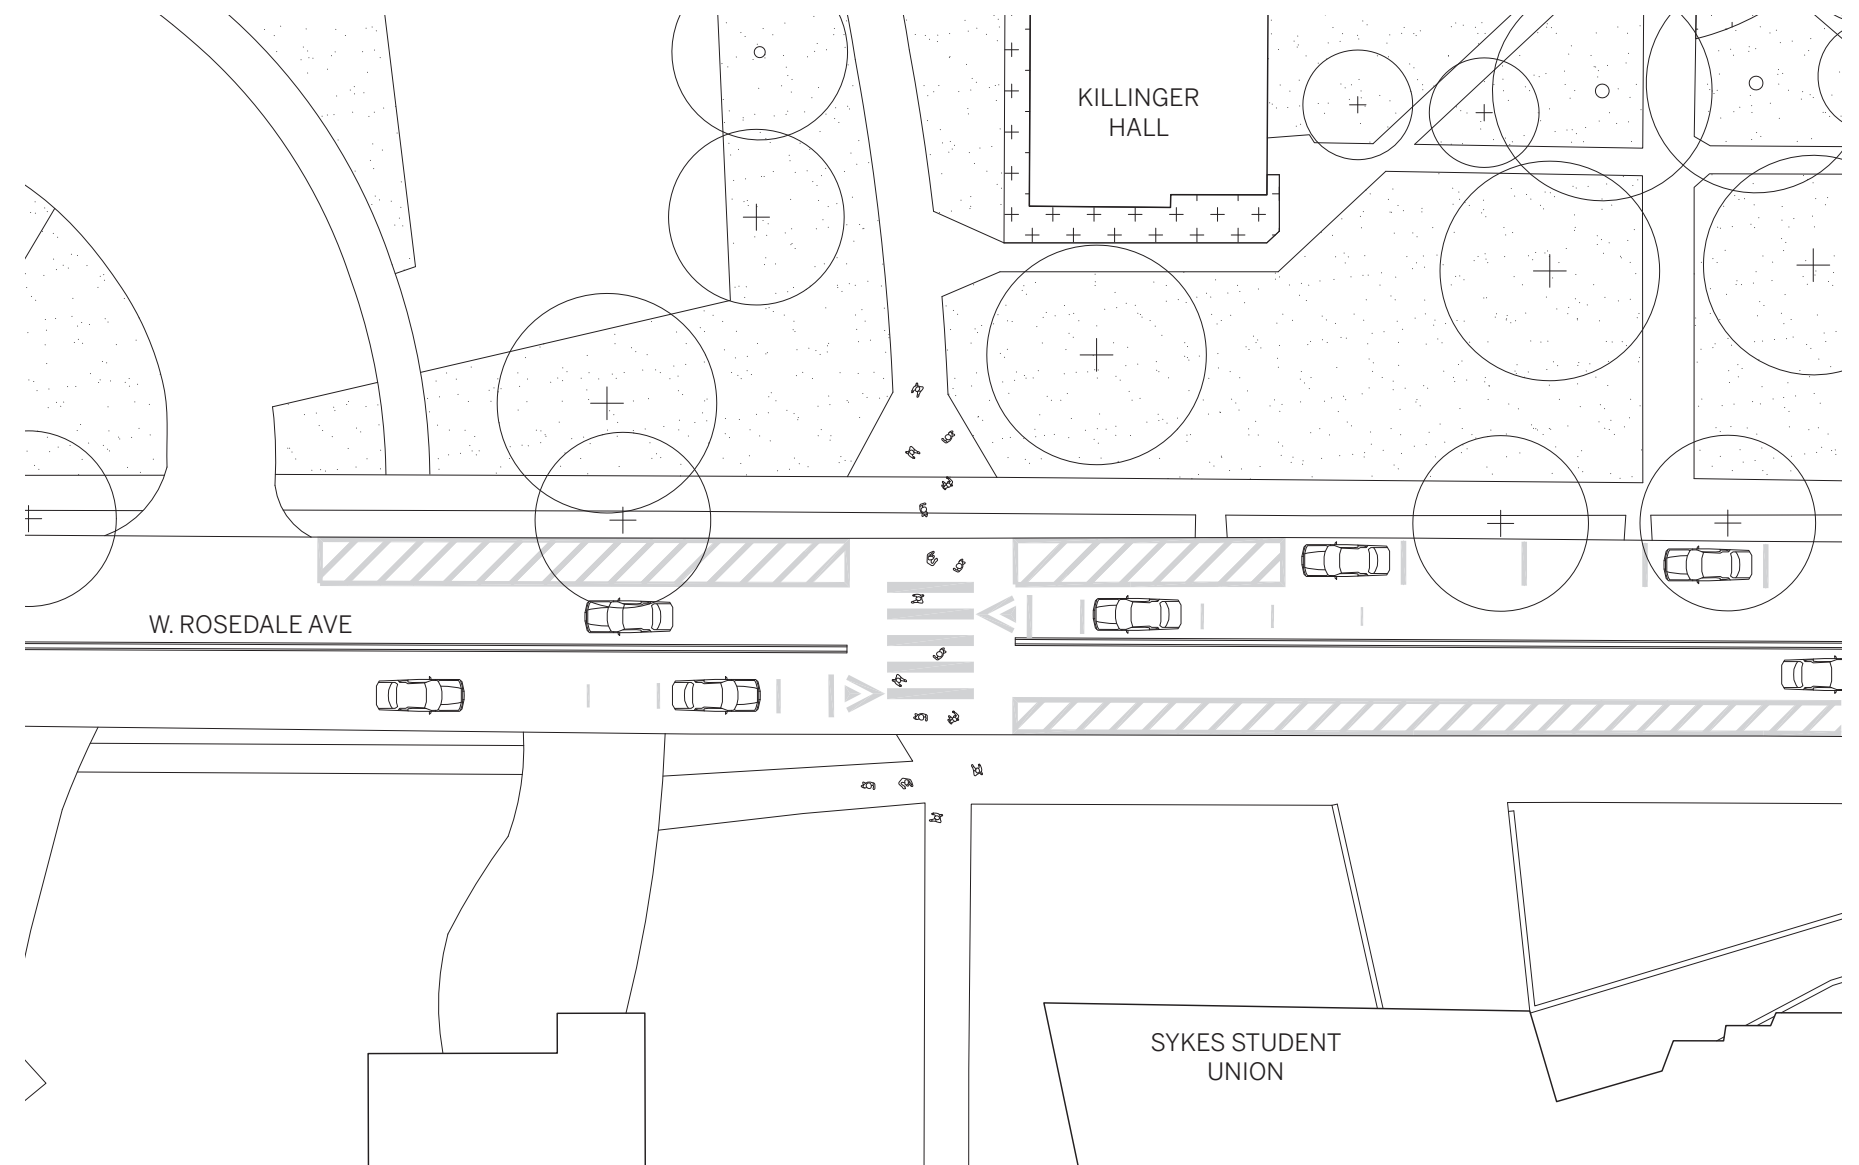 KILLINGER
HALL
W. ROSEDALE AVE
SYKES STUDENT
UNION